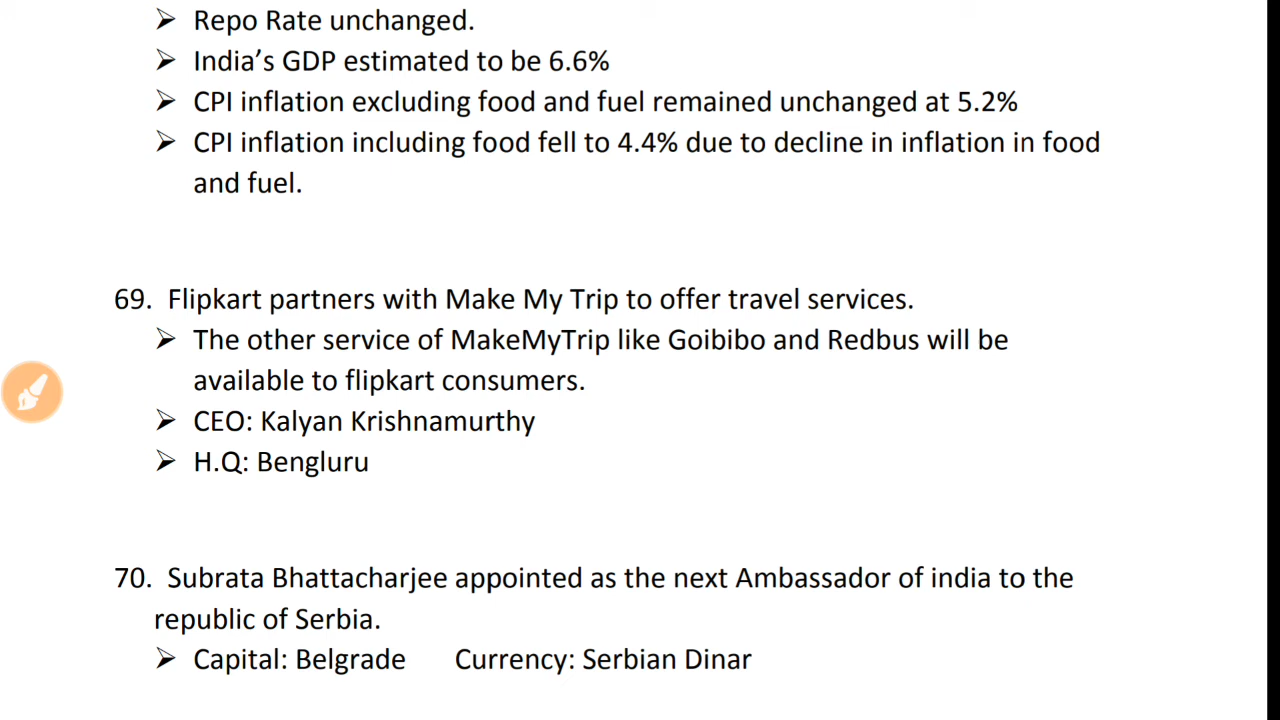 ➢ Repo Rate unchanged.
➢ India’s GDP estimated to be 6.6%
➢ CPI inflation excluding food and fuel remained unchanged at 5.2%
➢ CPI inflation including food fell to 4.4% due to decline in inflation in food
and fuel.
69. Flipkart partners with Make My Trip to offer travel services.
➢ The other service of MakeMyTrip like Goibibo and Redbus will be
available to flipkart consumers.
➢ CEO: Kalyan Krishnamurthy
➢ H.Q: Bengluru
70. Subrata Bhattacharjee appointed as the next Ambassador of india to the
republic of Serbia.
➢ Capital: Belgrade Currency: Serbian Dinar